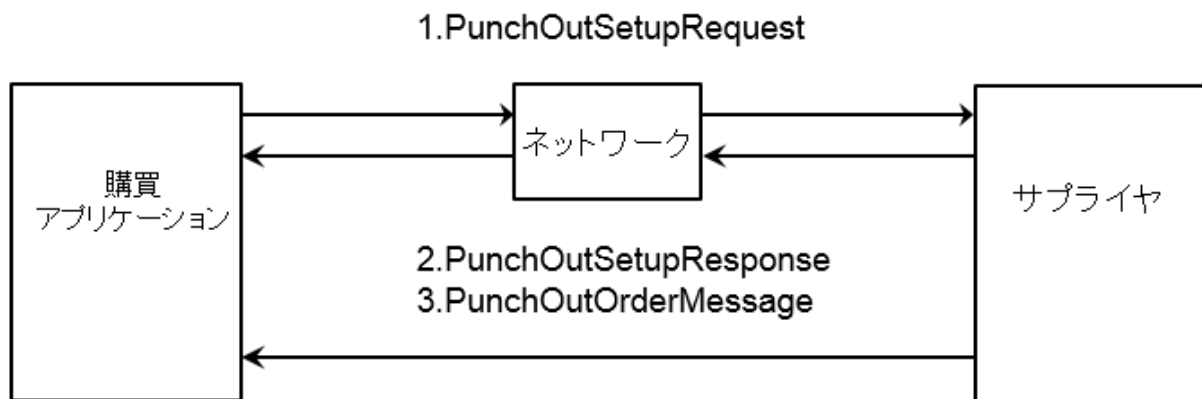 1.PunchOutSetupRequest
ネットワーク
購買
アプリケーション
サプライヤ
2.PunchOutSetupResponse
3.PunchOutOrderMessage